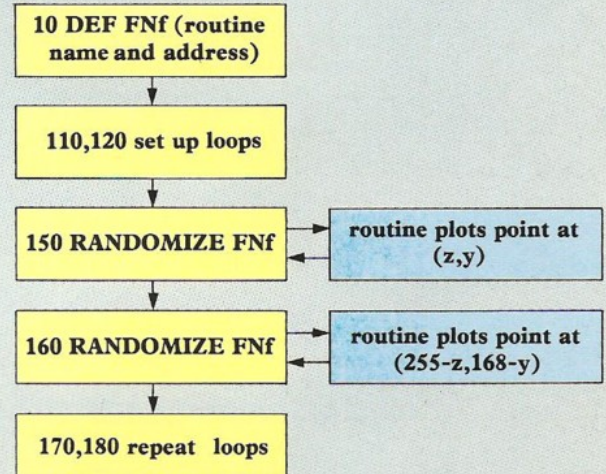 10 DEF FNf (routine
name and address)
110,120 set up loops
150 RANDOMIZE FNf
routine plots point at
(z,y)
160 RANDOMIZE FNf
routine plots point at
(255-z,168-y)
170,180 repeat loops